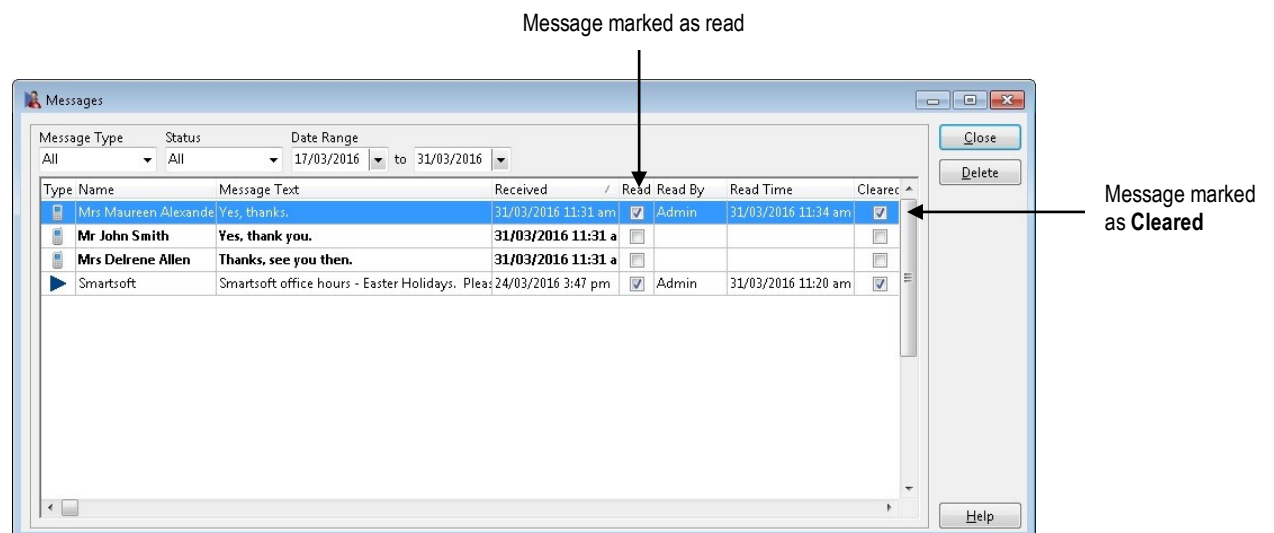 Message marked as read
Messages
Message Type Status Date Range
All All 17/03/2016 to 31/03/2016
Close
Delete
Type Name Message Text Received Read Read By Read Time Cleared
Mrs Maureen Alexande Yes, thanks. 31/03/2016 11:31 am Admin 31/03/2016 11:34 am
Mr John Smith Yes, thank you. 31/03/2016 11:31 a
Mrs Delrene Allen Thanks, see you then. 31/03/2016 11:31 a
Smartsoft Smartsoft office hours - Easter Holidays. Pleas 24/03/2016 3:47 pm Admin 31/03/2016 11:20 am
Message marked
as Cleared
Help